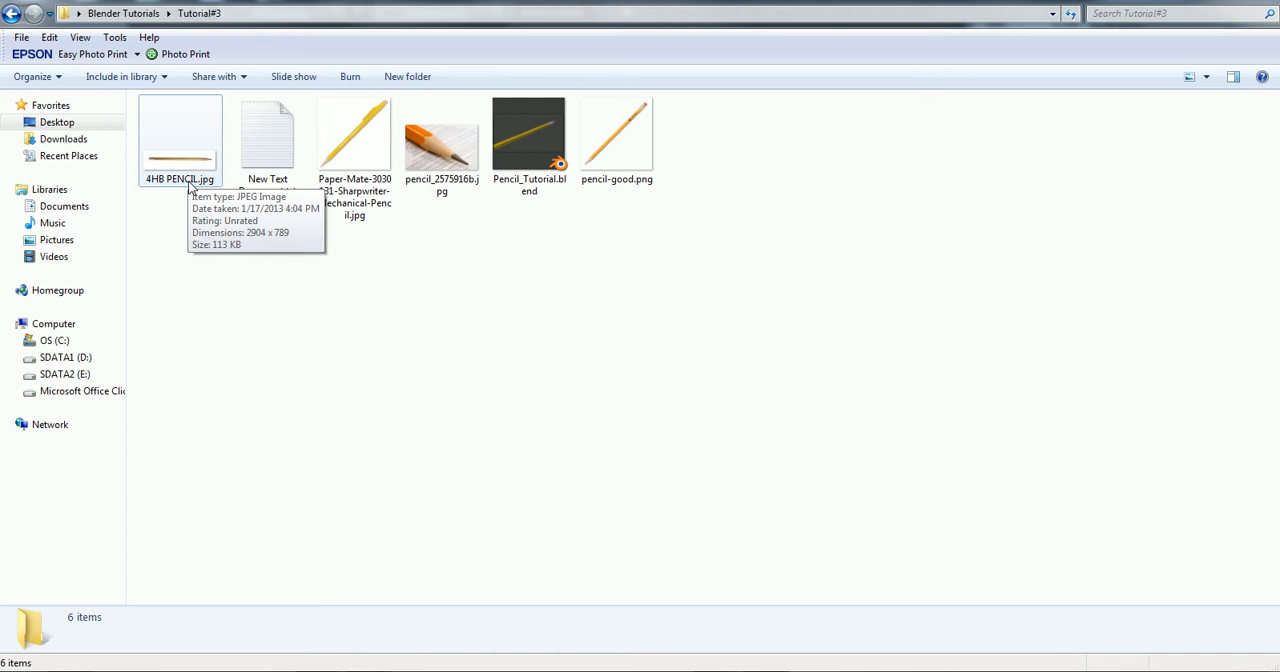 Blender Tutorials
Tutorial#3
Search Tutorial#3
File Edit View Tools Help
EPSON Easy Photo Print Photo Print
Organize Include in library Share with Slide show Burn New folder
Favorites
Desktop
Downloads
Recent Places
Libraries
Documents
Music
Pictures
Videos
Homegroup
Computer
OS (C:)
SDATA1 (D:)
SDATA2 (E:)
Microsoft Office Clic
Network
4HB PENCIL.jpg
New Text
Paper-Mate-3030
131-Sharpwriter-
Mechanical-Penc
il.jpg
pencil_2575916b.j
pg
Pencil_Tutorial.bl
end
pencil-good.png
Item type: JPEG Image
Date taken: 1/17/2013 4:04 PM
Rating: Unrated
Dimensions: 2904 x 789
Size: 113 KB
6 items
6 items